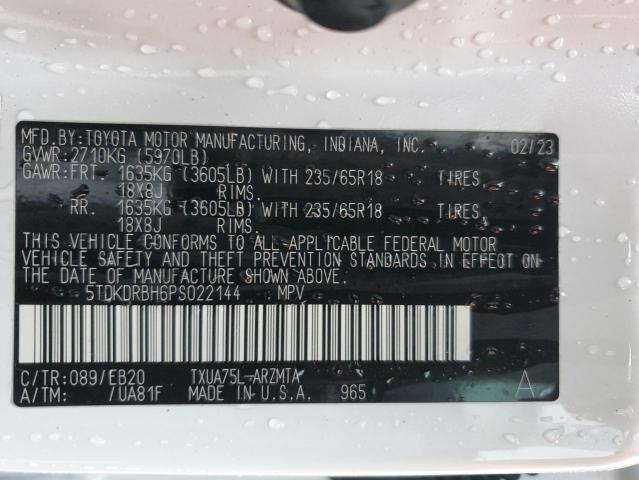 MFD.BY:TOYOTA MOTOR MANUFACTURING, INDIANA, INC. 02/23
GVWR:2710KG (5970LB)
GAWR:FRT. 1635KG (3605LB) WITH 235/65R18 TIRES,
18X8J RIMS,
RR. 1635KG (3605LB) WITH 235/65R18 TIRES,
18X8J RIMS.
THIS VEHICLE CONFORMS TO ALL APPLICABLE FEDERAL MOTOR
VEHICLE SAFETY AND THEFT PREVENTION STANDARDS IN EFFECT ON
THE DATE OF MANUFACTURE SHOWN ABOVE.
5TDKDRBH6PS022144 MPV
C/TR:089/EB20 TXUA75L-ARZMTA
A/TM: /UA81F MADE IN U.S.A. 965 A